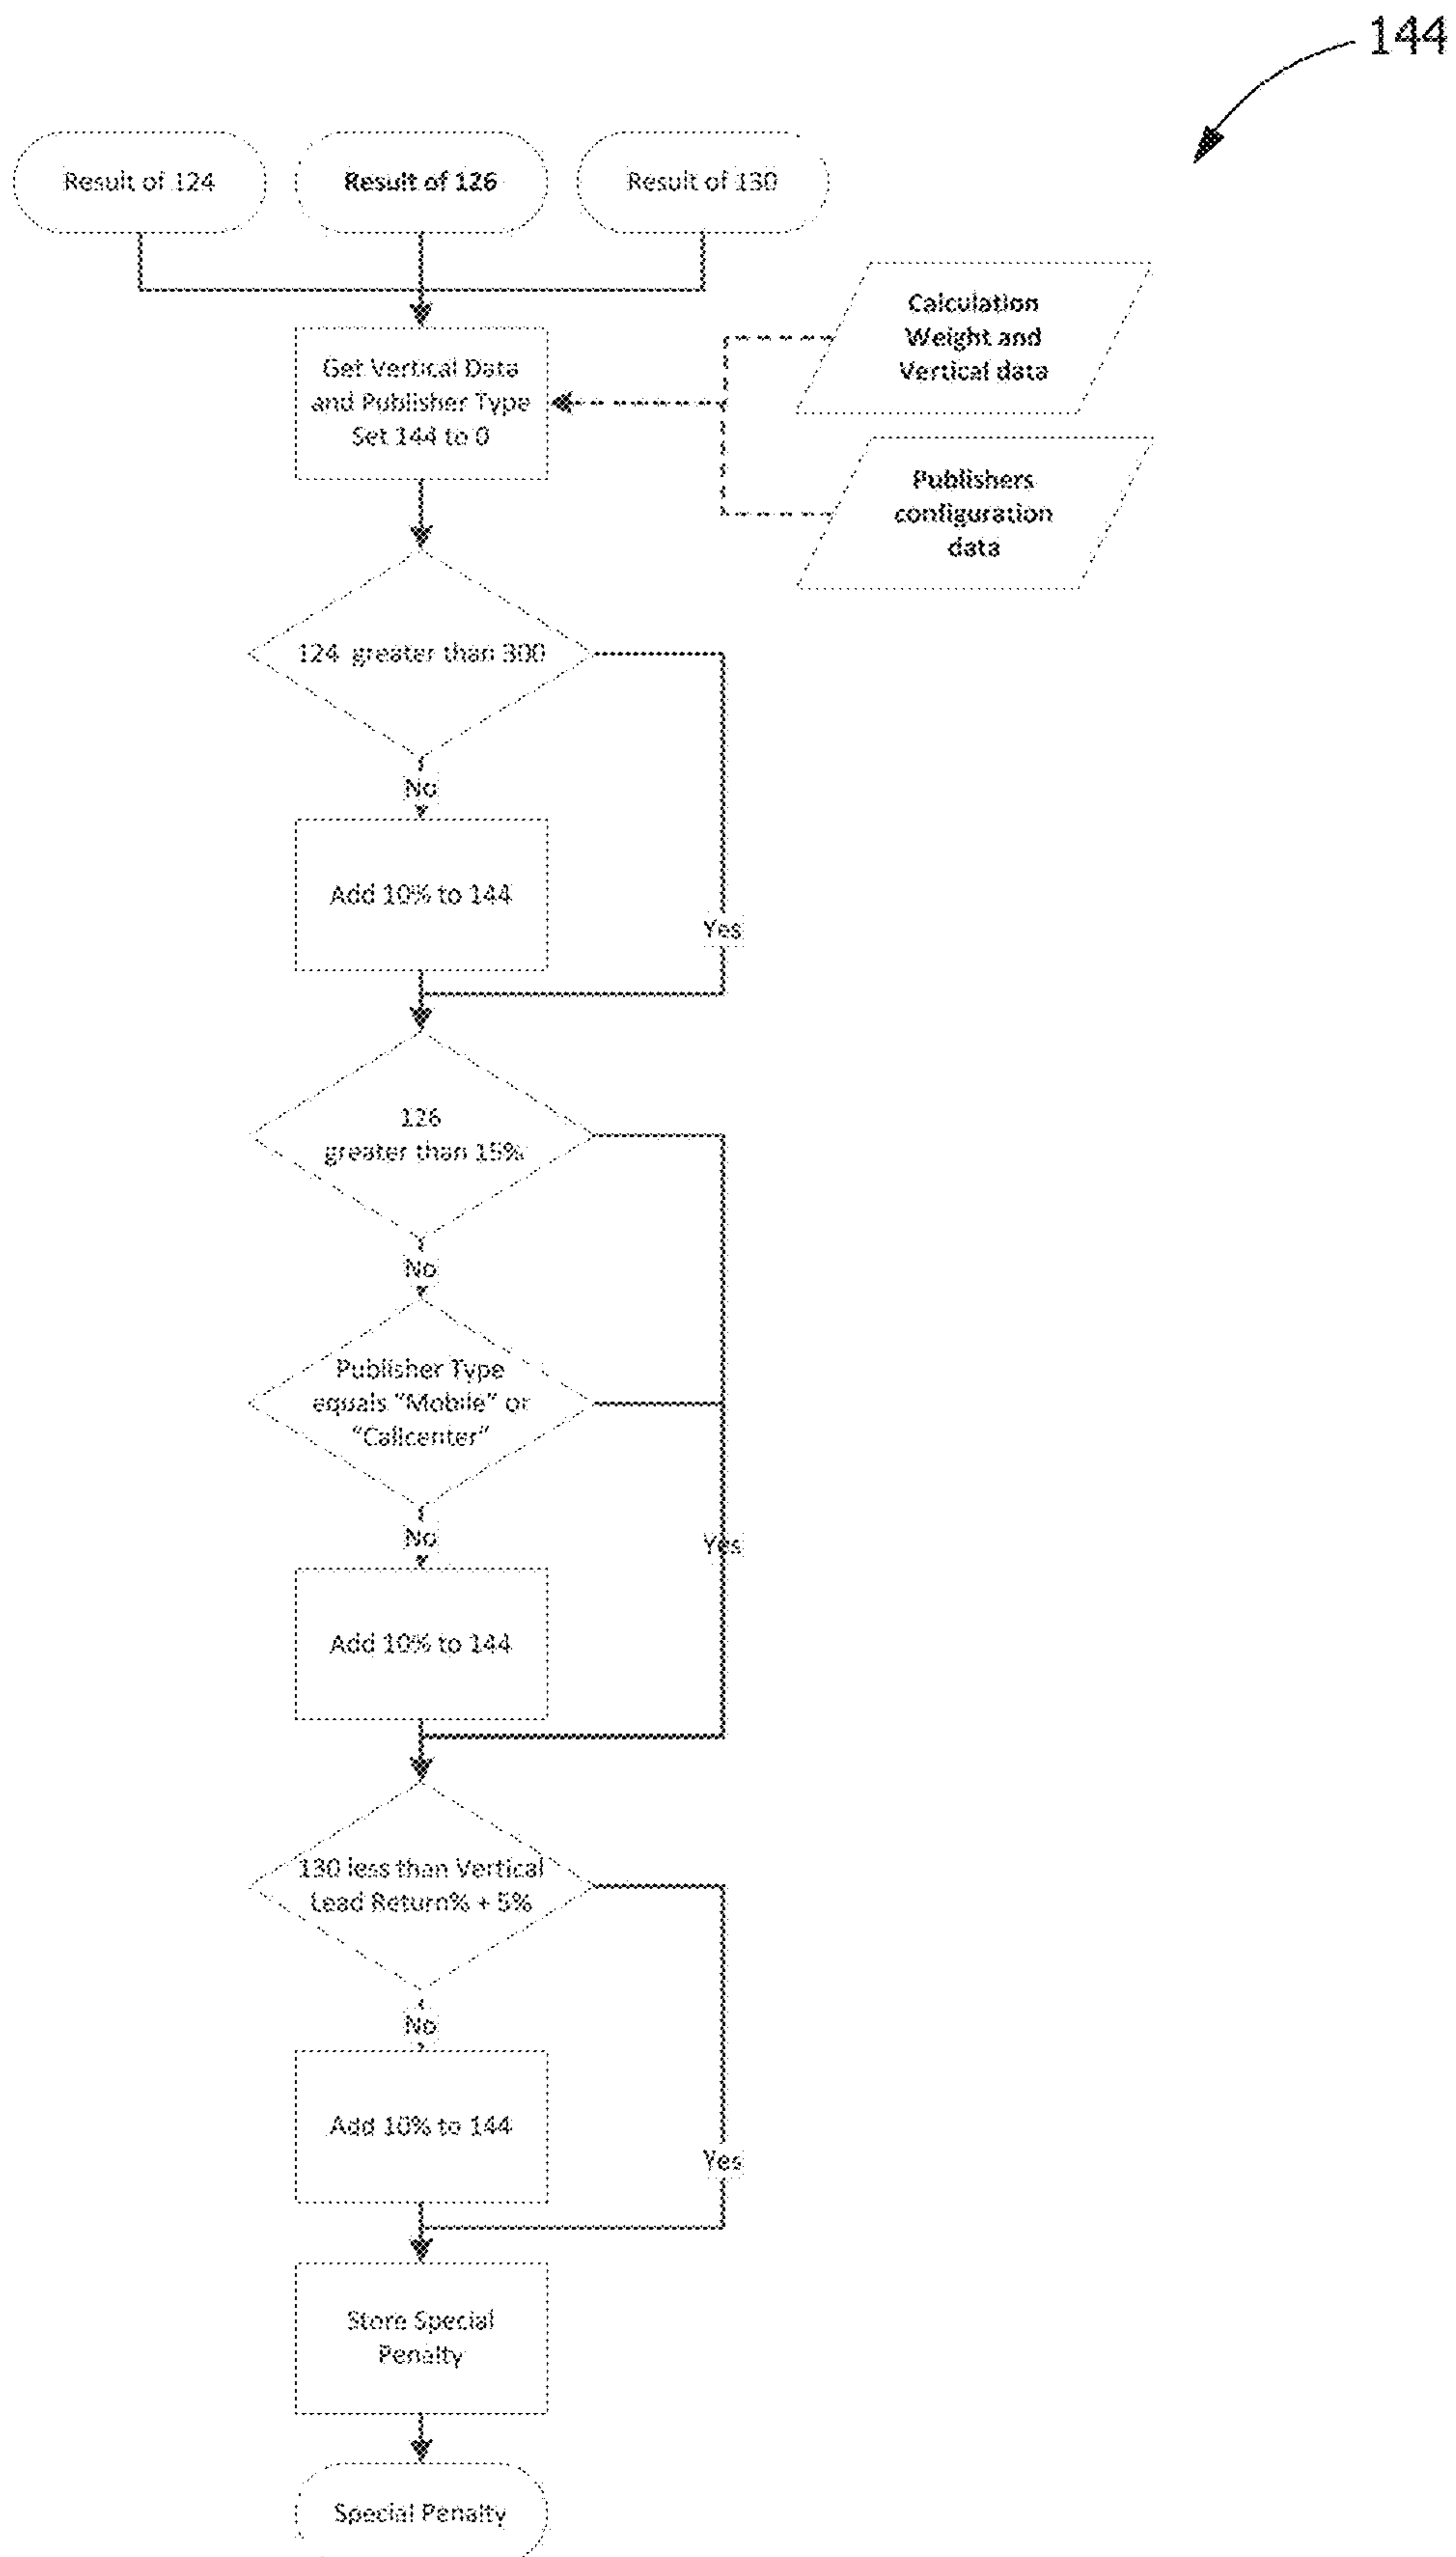 144
Result of 124
Result of 126
Result of 130
Calculation
Weight and
Vertical data
Get Vertical Data
and Publisher Type
Set 144 to 0
Publishers
configuration
data
124 greater than 300
No
Add 10% to 144
Yes
126
greater than 15%
No
Publisher Type
equals “Mobile” or
“Callcenter”
No
Yes
Add 10% to 144
130 less than Vertical
Lead Return% + 5%
No
Add 10% to 144
Yes
Store Special
Penalty
Special Penalty